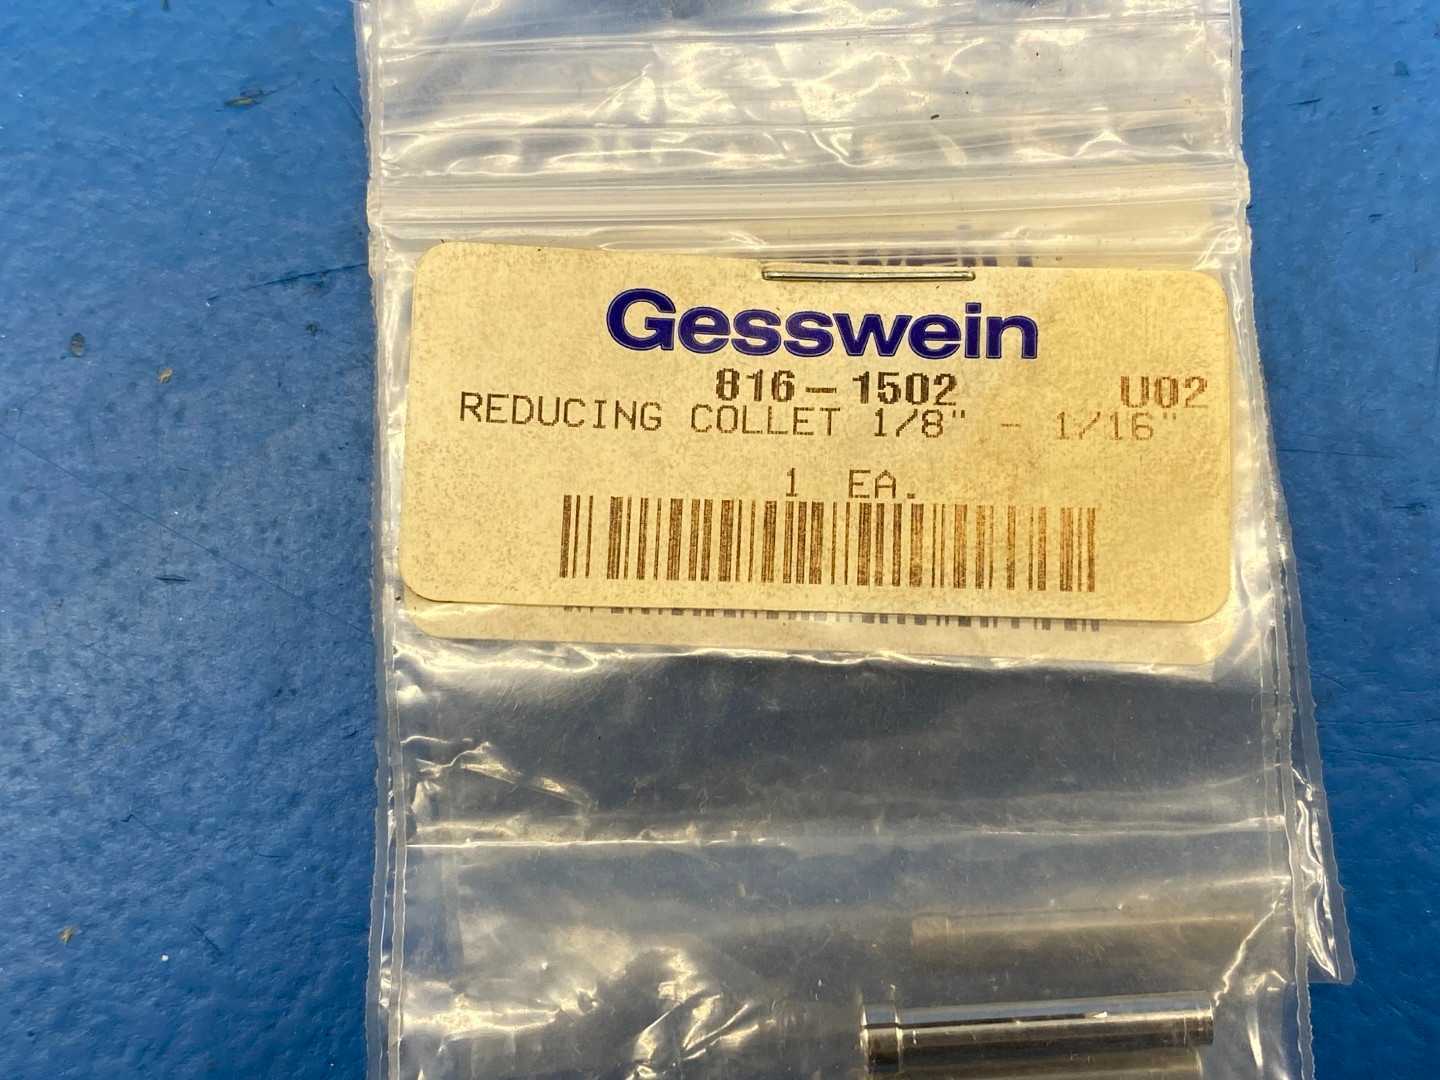 Gesswein
816-1502 U02
REDUCING COLLET 1/8" - 1/16"
1 EA.